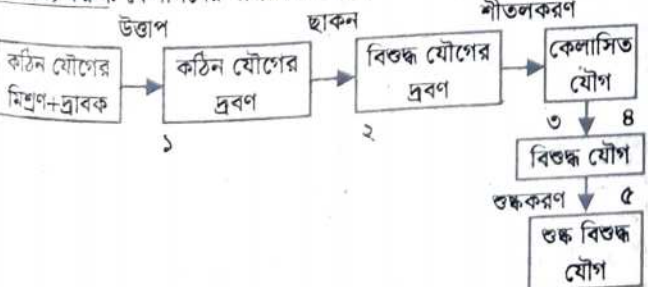 উত্তাপ
ছাকন
শীতলকরণ
কঠিন যৌগের
মিশ্রণ+দ্রাবক
কঠিন যৌগের
দ্রবণ
বিশুদ্ধ যৌগের
দ্রবণ
কেলাসিত
যৌগ
১
২
৩
৪
বিশুদ্ধ যৌগ
শুষ্ককরণ
৫
শুষ্ক বিশুদ্ধ
যৌগ